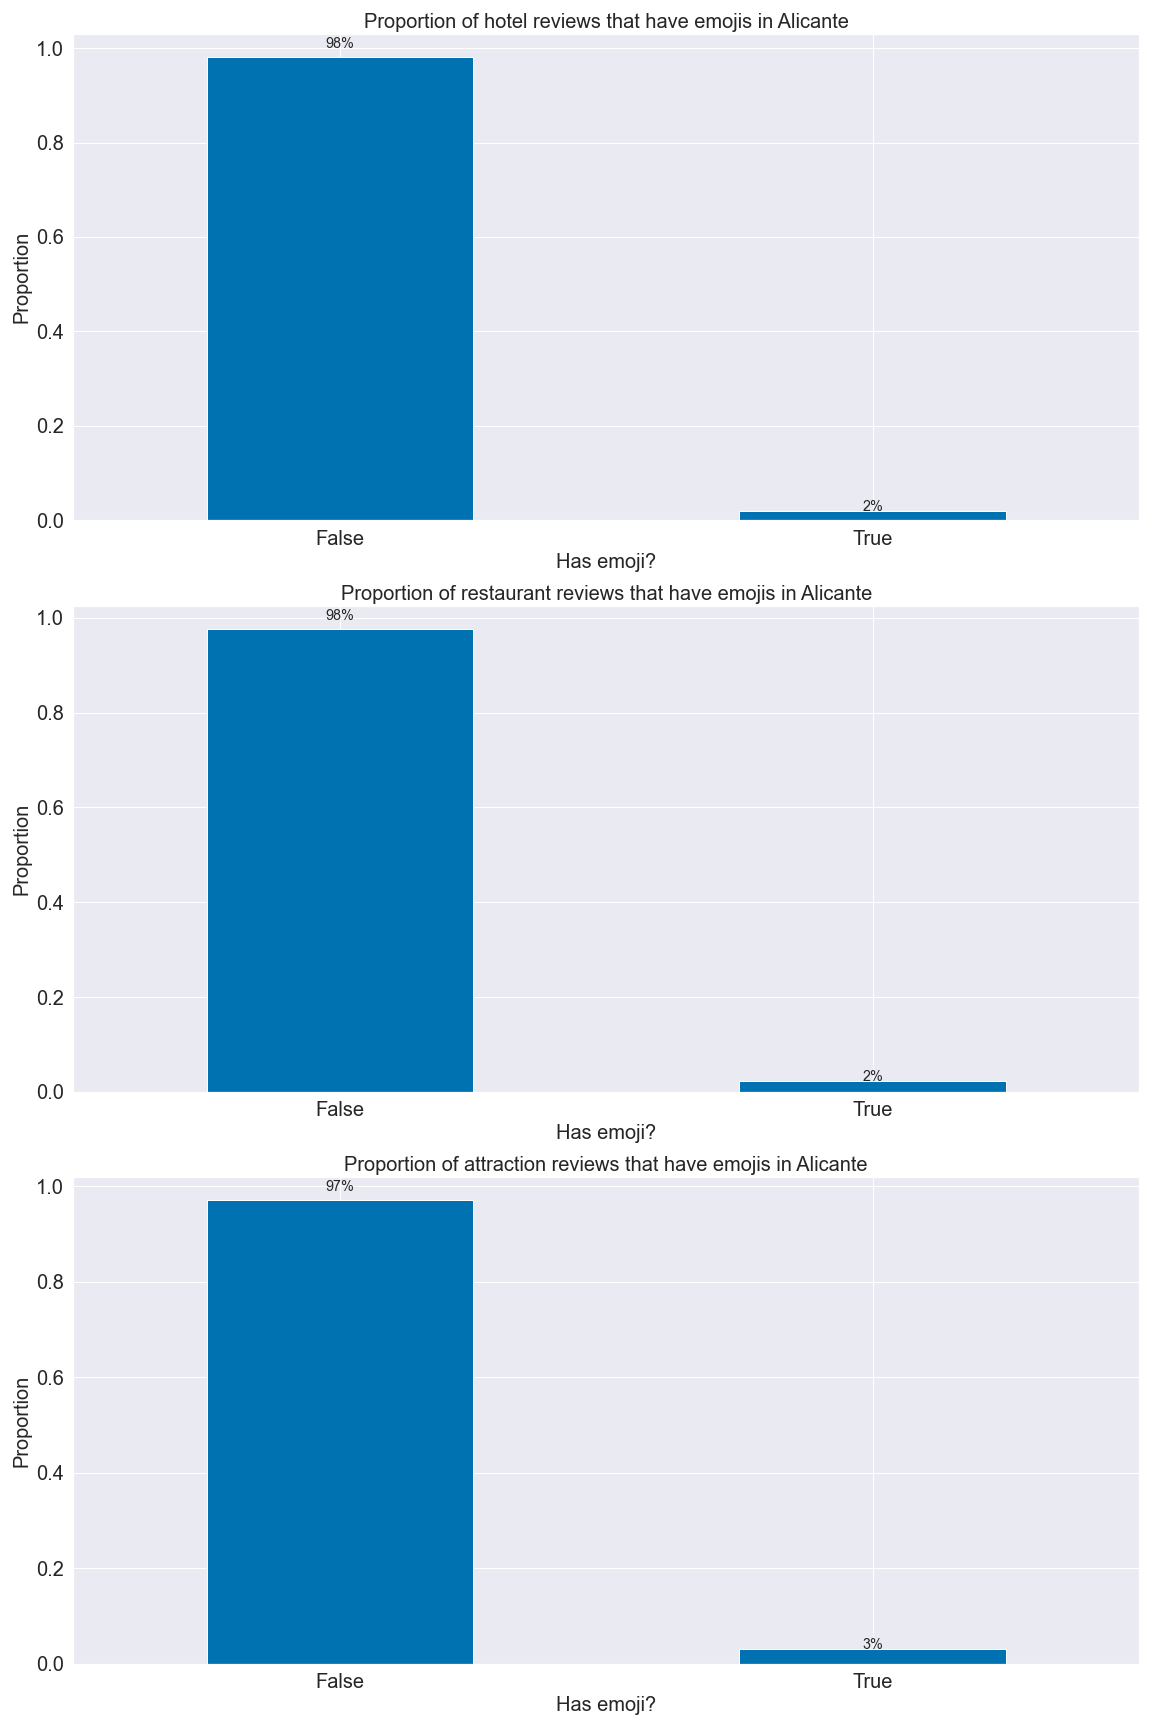 Proportion of hotel reviews that have emojis in Alicante
98%
1.0
0.8
0.6
0.4
0.2
0.0
Proportion
2%
False True
Has emoji?
Proportion of restaurant reviews that have emojis in Alicante
98%
1.0
0.8
0.6
0.4
0.2
0.0
Proportion
2%
False True
Has emoji?
Proportion of attraction reviews that have emojis in Alicante
97%
1.0
0.8
0.6
0.4
0.2
0.0
Proportion
3%
False True
Has emoji?